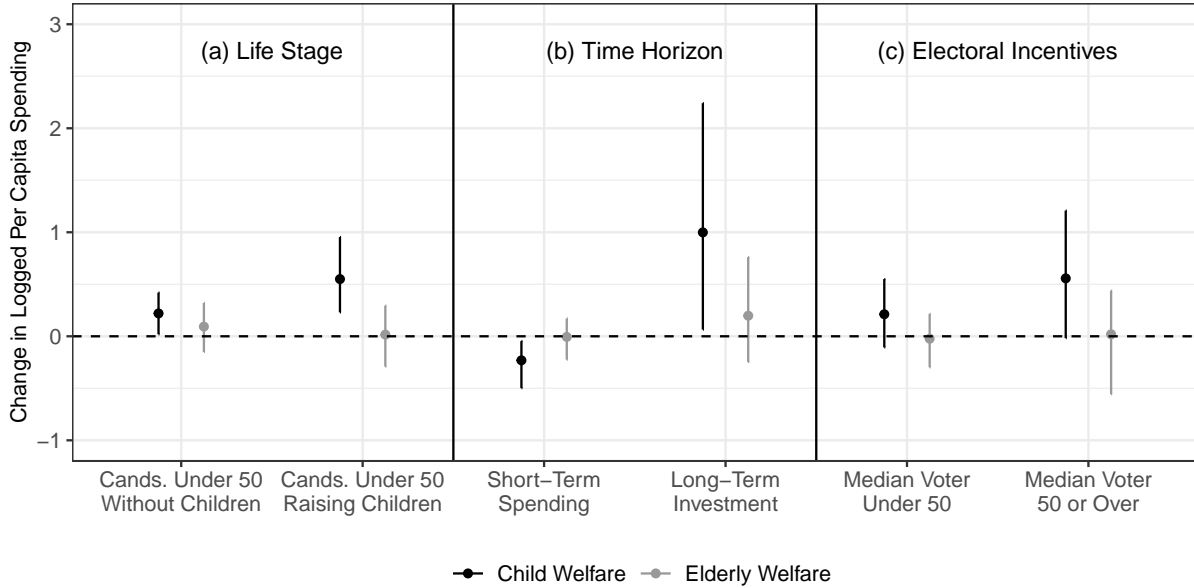 Change in Logged Per Capita Spending
3
2
1
0
−1
(a) Life Stage
(b) Time Horizon
(c) Electoral Incentives
Cands. Under 50
Without Children
Cands. Under 50
Raising Children
Short−Term
Spending
Long−Term
Investment
Median Voter
Under 50
Median Voter
50 or Over
Child Welfare
Elderly Welfare